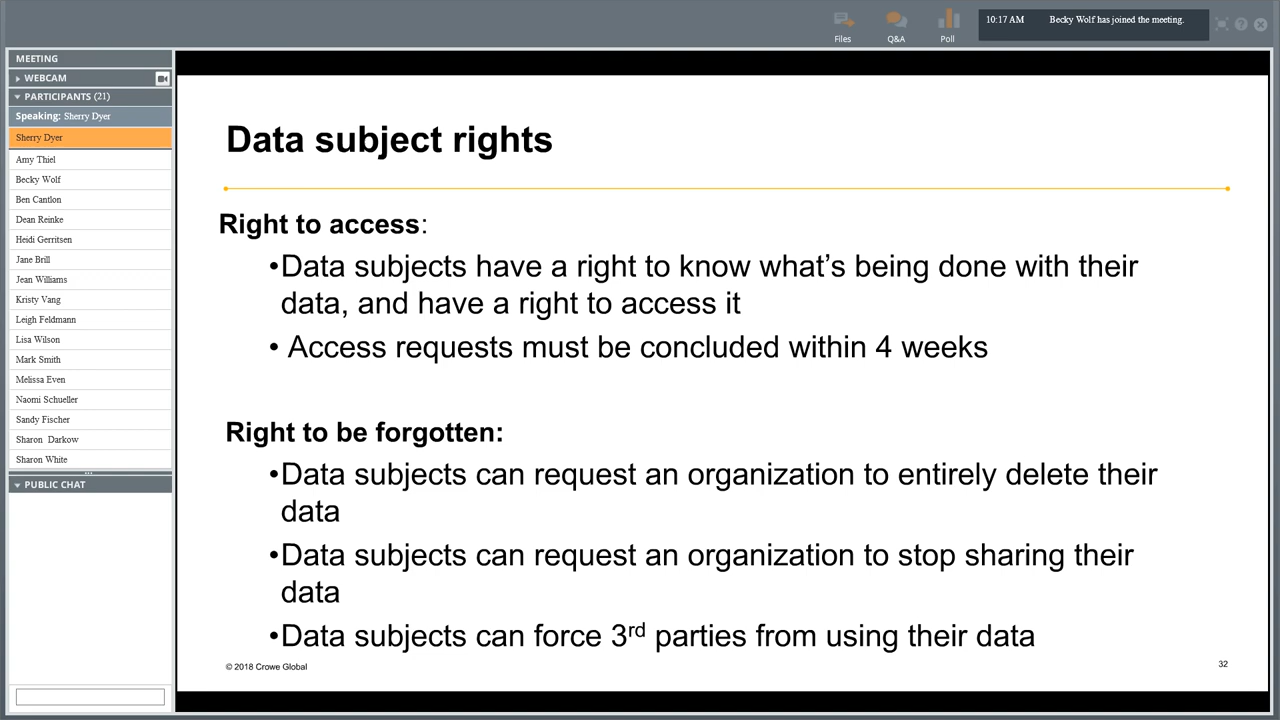 Files
Q&A
Poll
10:17 AM Becky Wolf has joined the meeting.
MEETING
WEBCAM
PARTICIPANTS (21)
Speaking: Sherry Dyer
Sherry Dyer
Amy Thiel
Becky Wolf
Ben Cantlon
Dean Reinke
Heidi Gerritsen
Jane Brill
Jean Williams
Kristy Vang
Leigh Feldmann
Lisa Wilson
Mark Smith
Melissa Even
Naomi Schueller
Sandy Fischer
Sharon Darkow
Sharon White
PUBLIC CHAT
Data subject rights
Right to access:
•Data subjects have a right to know what’s being done with their
data, and have a right to access it
• Access requests must be concluded within 4 weeks
Right to be forgotten:
•Data subjects can request an organization to entirely delete their
data
•Data subjects can request an organization to stop sharing their
data
•Data subjects can force 3rd parties from using their data
© 2018 Crowe Global
32